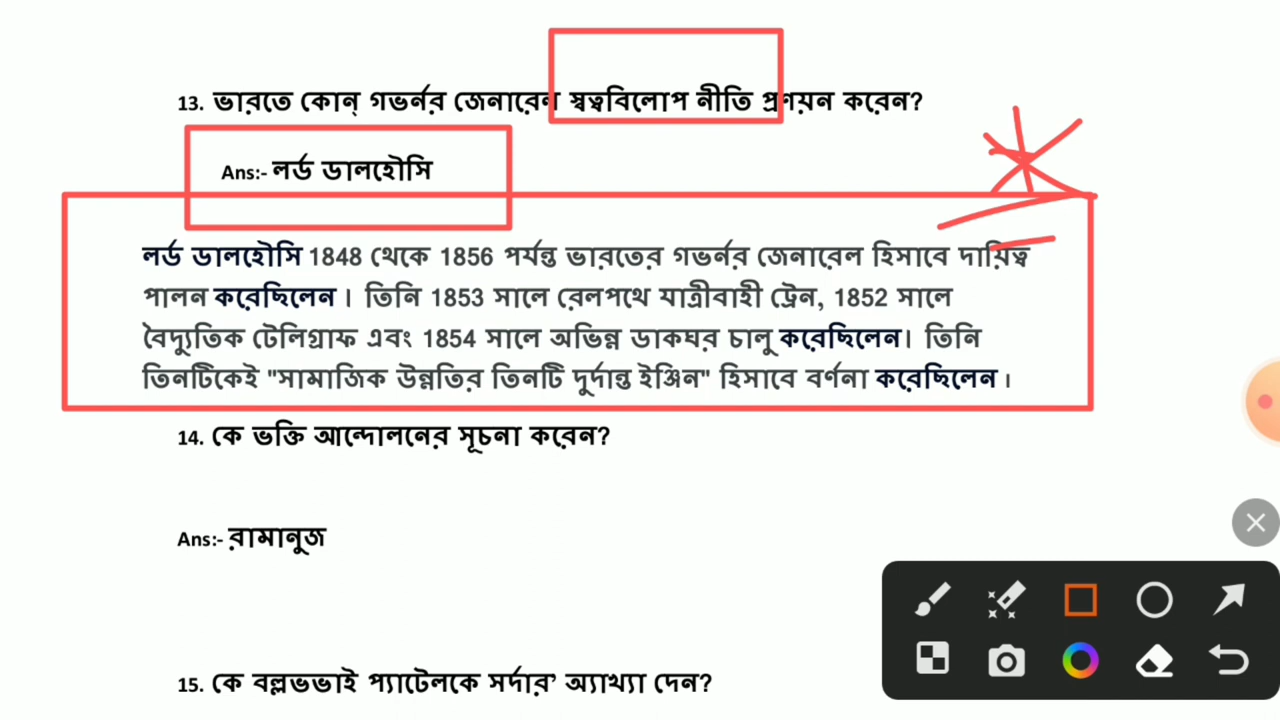 13. ভারতে কোন্ গভর্নর জেনারেল স্বত্ববিলোপ নীতি প্রণয়ন করেন?
Ans:- লর্ড ডালহৌসি
লর্ড ডালহৌসি 1848 থেকে 1856 পর্যন্ত ভারতের গভর্নর জেনারেল হিসাবে দায়িত্ব
পালন করেছিলেন। তিনি 1853 সালে রেলপথে যাত্রীবাহী ট্রেন, 1852 সালে
বৈদ্যুতিক টেলিগ্রাফ এবং 1854 সালে অভিন্ন ডাকঘর চালু করেছিলেন। তিনি
তিনটিকেই "সামাজিক উন্নতির তিনটি দুর্দান্ত ইঞ্জিন" হিসাবে বর্ণনা করেছিলেন।
14. কে ভক্তি আন্দোলনের সূচনা করেন?
Ans:- রামানুজ
15. কে বল্লভভাই প্যাটেলকে সর্দার’ অ্যাখ্যা দেন?